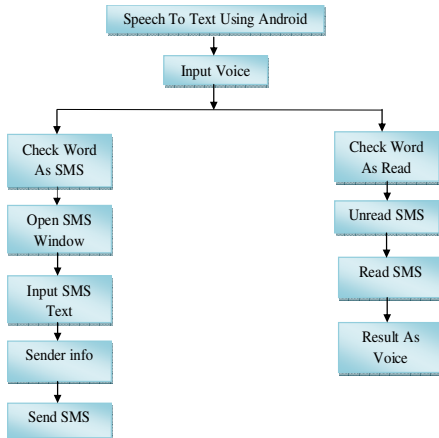 Speech To Text Using Android
Input Voice
Check Word
As SMS
Open SMS
Window
Input SMS
Text
Sender info
Send SMS
Check Word
As Read
Unread SMS
Read SMS
Result As
Voice